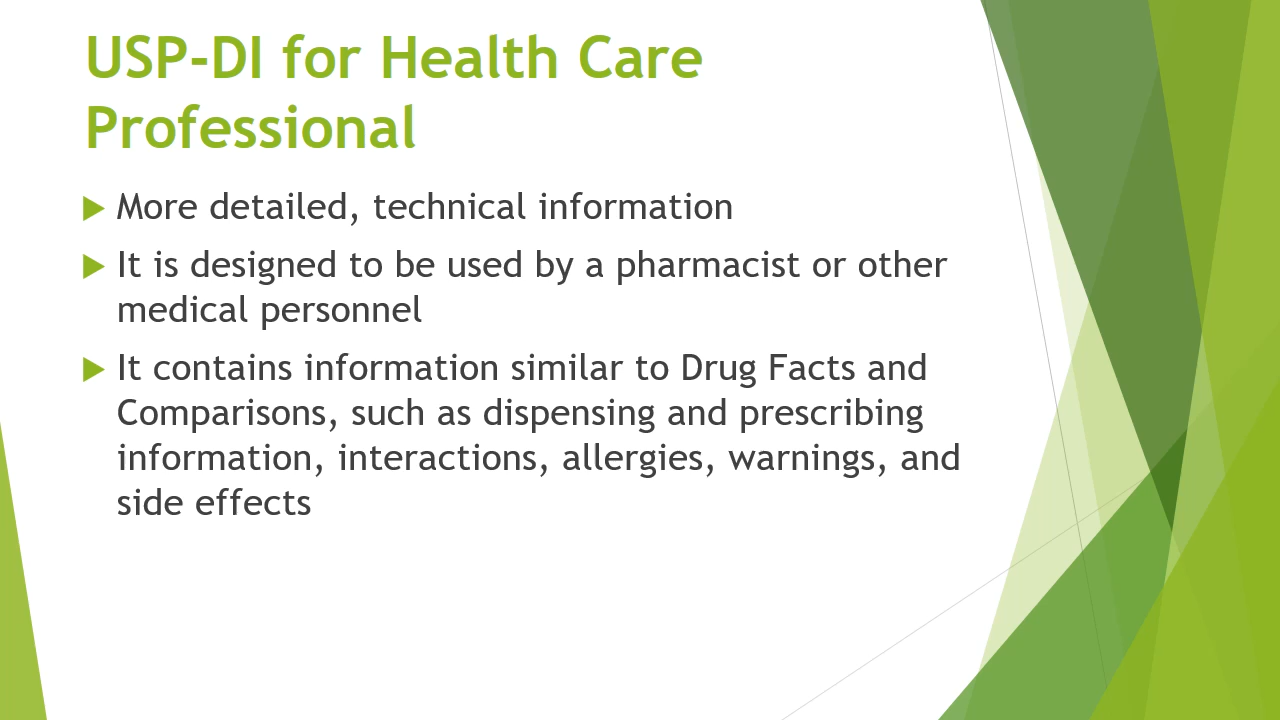 USP-DI for Health Care
Professional
More detailed, technical information
It is designed to be used by a pharmacist or other
medical personnel
It contains information similar to Drug Facts and
Comparisons, such as dispensing and prescribing
information, interactions, allergies, warnings, and
side effects